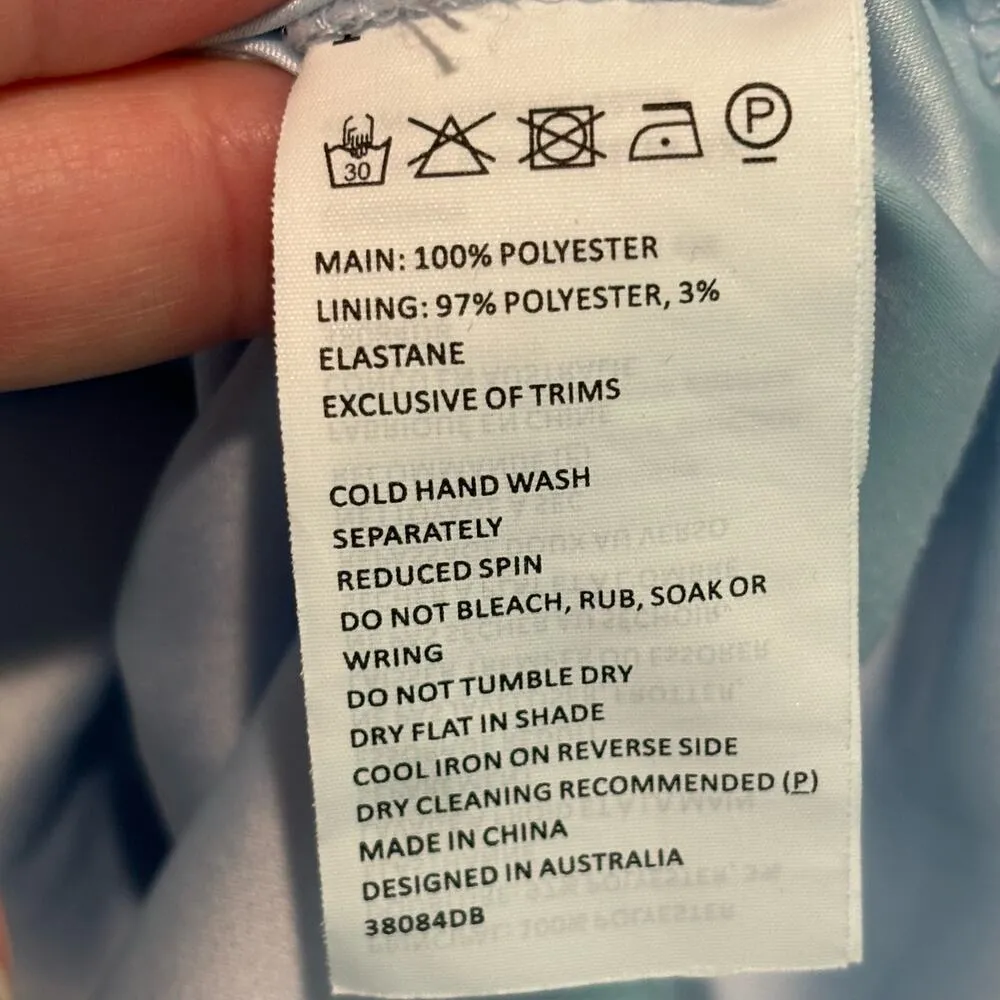 30
P
MAIN: 100% POLYESTER
LINING: 97% POLYESTER, 3%
ELASTANE
EXCLUSIVE OF TRIMS
COLD HAND WASH
SEPARATELY
REDUCED SPIN
DO NOT BLEACH, RUB, SOAK OR
WRING
DO NOT TUMBLE DRY
DRY FLAT IN SHADE
COOL IRON ON REVERSE SIDE
DRY CLEANING RECOMMENDED (P)
MADE IN CHINA
DESIGNED IN AUSTRALIA
38084DB